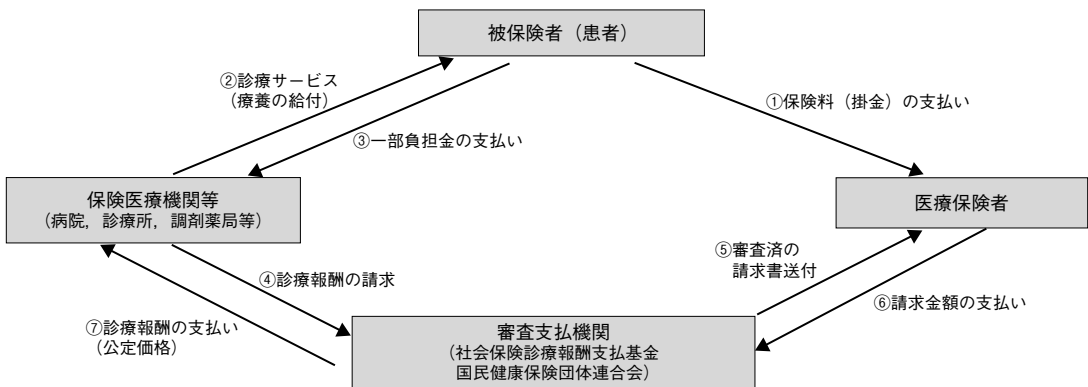 被保険者（患者）
②診療サービス
（療養の給付）
①保険料（掛金）の支払い
③一部負担金の支払い
保険医療機関等
（病院，診療所，調剤薬局等）
医療保険者
④診療報酬の請求
⑤審査済の
請求書送付
⑦診療報酬の支払い
（公定価格）
⑥請求金額の支払い
審査支払機関
（社会保険診療報酬支払基金
国民健康保険団体連合会）